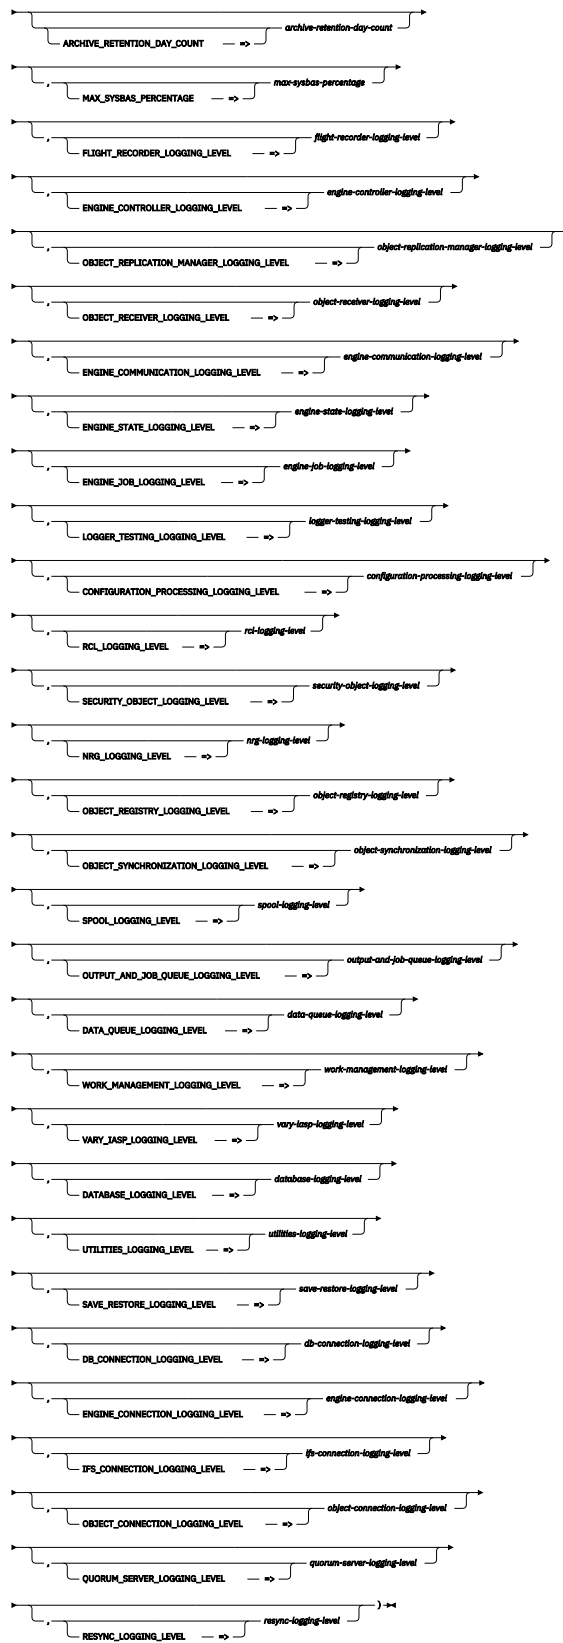 archive-retention-day-count
ARCHIVE_RETENTION_DAY_COUNT =>
, max-sysbas-percentage
MAX_SYSBAS_PERCENTAGE =>
, flight-recorder-logging-level
FLIGHT_RECORDER_LOGGING_LEVEL =>
, engine-controller-logging-level
ENGINE_CONTROLLER_LOGGING_LEVEL =>
, object-replication-manager-logging-level
OBJECT_REPLICATION_MANAGER_LOGGING_LEVEL =>
, object-receiver-logging-level
OBJECT_RECEIVER_LOGGING_LEVEL =>
, engine-communication-logging-level
ENGINE_COMMUNICATION_LOGGING_LEVEL =>
, engine-state-logging-level
ENGINE_STATE_LOGGING_LEVEL =>
, engine-job-logging-level
ENGINE_JOB_LOGGING_LEVEL =>
, logger-testing-logging-level
LOGGER_TESTING_LOGGING_LEVEL =>
, configuration-processing-logging-level
CONFIGURATION_PROCESSING_LOGGING_LEVEL =>
, rcl-logging-level
RCL_LOGGING_LEVEL =>
, security-object-logging-level
SECURITY_OBJECT_LOGGING_LEVEL =>
, nrg-logging-level
NRG_LOGGING_LEVEL =>
, object-registry-logging-level
OBJECT_REGISTRY_LOGGING_LEVEL =>
, object-synchronization-logging-level
OBJECT_SYNCHRONIZATION_LOGGING_LEVEL =>
, spool-logging-level
SPOOL_LOGGING_LEVEL =>
, output-and-job-queue-logging-level
OUTPUT_AND_JOB_QUEUE_LOGGING_LEVEL =>
, data-queue-logging-level
DATA_QUEUE_LOGGING_LEVEL =>
, work-management-logging-level
WORK_MANAGEMENT_LOGGING_LEVEL =>
, vary-iasp-logging-level
VARY_IASP_LOGGING_LEVEL =>
, database-logging-level
DATABASE_LOGGING_LEVEL =>
, utilities-logging-level
UTILITIES_LOGGING_LEVEL =>
, save-restore-logging-level
SAVE_RESTORE_LOGGING_LEVEL =>
, db-connection-logging-level
DB_CONNECTION_LOGGING_LEVEL =>
, engine-connection-logging-level
ENGINE_CONNECTION_LOGGING_LEVEL =>
, ifs-connection-logging-level
IFS_CONNECTION_LOGGING_LEVEL =>
, object-connection-logging-level
OBJECT_CONNECTION_LOGGING_LEVEL =>
, quorum-server-logging-level
QUORUM_SERVER_LOGGING_LEVEL =>
)
, resync-logging-level
RESYNC_LOGGING_LEVEL =>